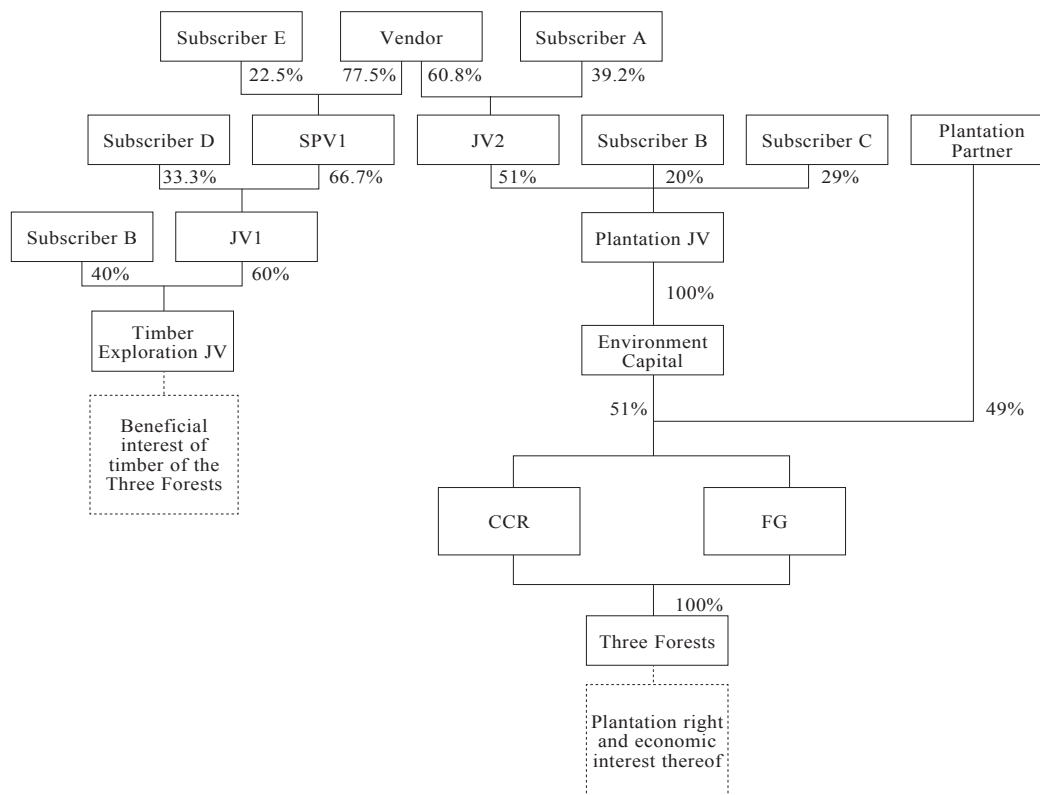 Subscriber E
Vendor
Subscriber A
22.5%
77.5%
60.8%
39.2%
Subscriber D
SPV1
JV2
Subscriber B
Subscriber C
Plantation
Partner
33.3%
66.7%
51%
20%
29%
Subscriber B
JV1
Plantation JV
40%
60%
100%
Timber
Exploration JV
Environment
Capital
51%
49%
Beneficial
interest of
timber of the
Three Forests
CCR
FG
100%
Three Forests
Plantation right
and economic
interest thereof